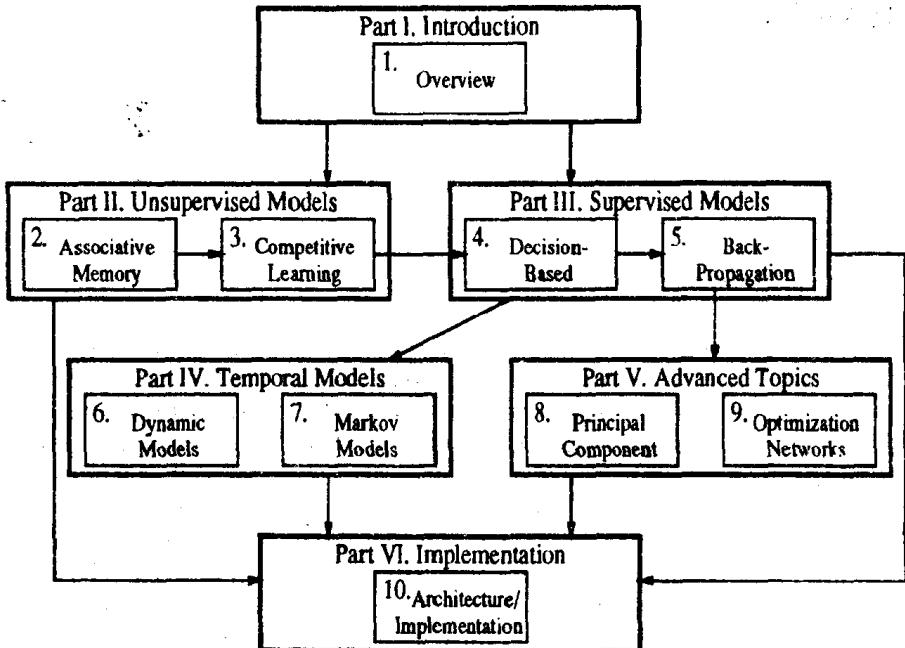 Part I. Introduction
1.
Overview
Part II. Unsupervised Models
2.
Associative
Memory
3.
Competitive
Learning
Part III. Supervised Models
4.
Decision-
Based
5.
Back-
Propagation
Part IV. Temporal Models
6.
Dynamic
Models
7.
Markov
Models
Part V. Advanced Topics
8.
Principal
Component
9.
Optimization
Networks
Part VI. Implementation
10.
Architecture/
Implementation